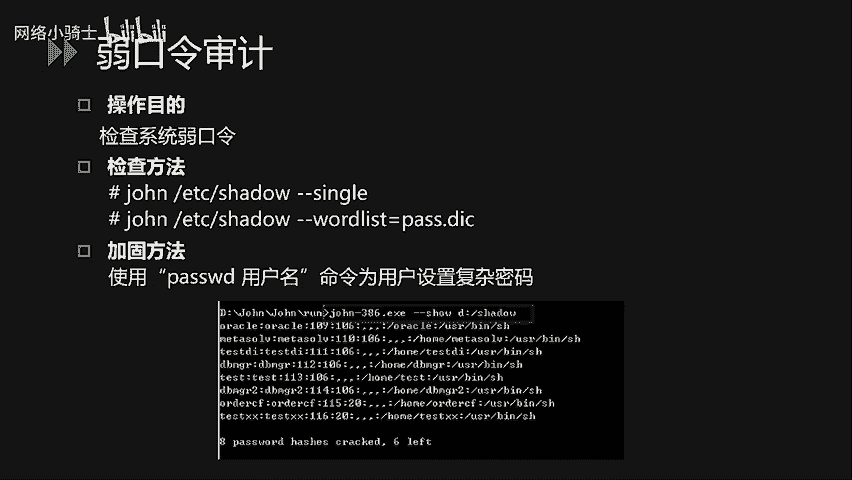 网络小骑士 bilibili
弱口令审计
操作目的
检查系统弱口令
检查方法
# john /etc/shadow --single
# john /etc/shadow --wordlist=pass.dic
加固方法
使用“passwd 用户名”命令为用户设置复杂密码
D:\John\John\run>john-386.exe --show d:/shadow
oracle:oracle:109:106:,,,:/oracle:/usr/bin/sh
metasolv:metasolv:110:106:,,,:/home/metasolv:/usr/bin/sh
testdi:testdi:111:106:,,,:/home/testdi:/usr/bin/sh
dbmgr:dbmgr:112:106:,,,:/home/dbmgr:/usr/bin/sh
test:test:113:106:,,,:/home/test:/usr/bin/sh
dbmgr2:dbmgr2:114:106:,,,:/home/dbmgr2:/usr/bin/sh
ordercf:ordercf:115:20:,,,:/home/ordercf:/usr/bin/sh
testxx:testxx:116:20:,,,:/home/testxx:/usr/bin/sh
8 password hashes cracked, 6 left